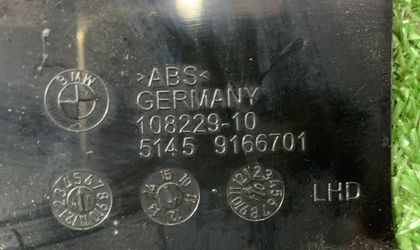 BMW
>ABS<
GERMANY
108229-10
5145 9166701
LHD